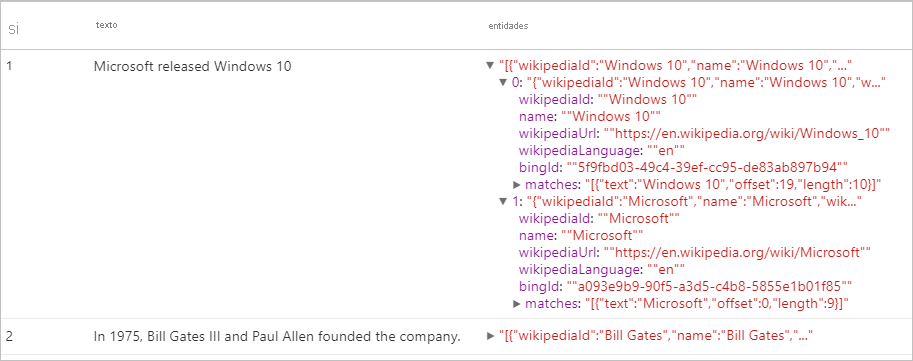 si texto entidades
1 Microsoft released Windows 10 "[{"wikipediaId":"Windows 10","name":"Windows 10","..."
0: "{"wikipediaId":"Windows 10","name":"Windows 10","w..."
wikipediaId: ""Windows 10""
name: ""Windows 10""
wikipediaUrl: ""https://en.wikipedia.org/wiki/Windows_10""
wikipediaLanguage: ""en""
bingId: ""5f9fbd03-49c4-39ef-cc95-de83ab897b94""
matches: "[{"text":"Windows 10","offset":19,"length":10}]"
1: "{"wikipediaId":"Microsoft","name":"Microsoft","wik..."
wikipediaId: ""Microsoft""
name: ""Microsoft""
wikipediaUrl: ""https://en.wikipedia.org/wiki/Microsoft""
wikipediaLanguage: ""en""
bingId: ""a093e9b9-90f5-a3d5-c4b8-5855e1b01f85""
matches: "[{"text":"Microsoft","offset":0,"length":9}]"
2 In 1975, Bill Gates III and Paul Allen founded the company. "[{"wikipediaId":"Bill Gates","name":"Bill Gates","..."